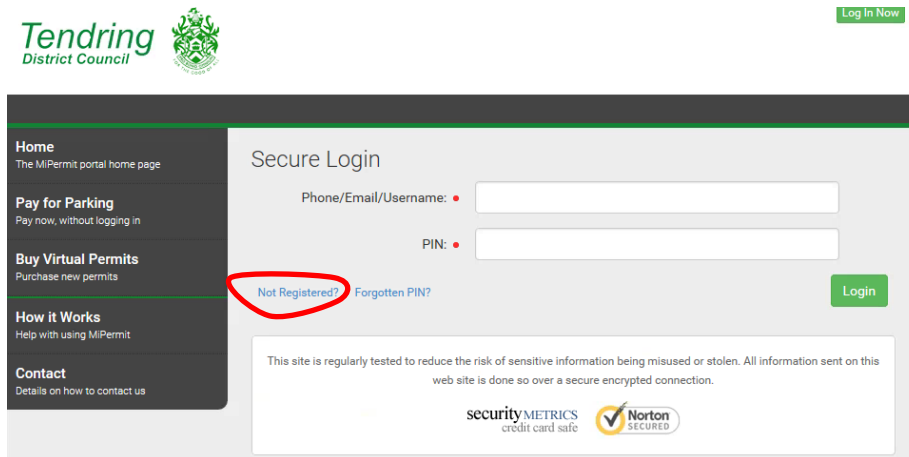 Log In Now
Tendring
District Council
Home
The MiPermit portal home page
Pay for Parking
Pay now, without logging in
Buy Virtual Permits
Purchase new permits
How it Works
Help with using MiPermit
Contact
Details on how to contact us
Secure Login
Phone/Email/Username:
PIN:
Not Registered? Forgotten PIN?
Login
This site is regularly tested to reduce the risk of sensitive information being misused or stolen. All information sent on this
web site is done so over a secure encrypted connection.
security METRICS
credit card safe
Norton
SECURED